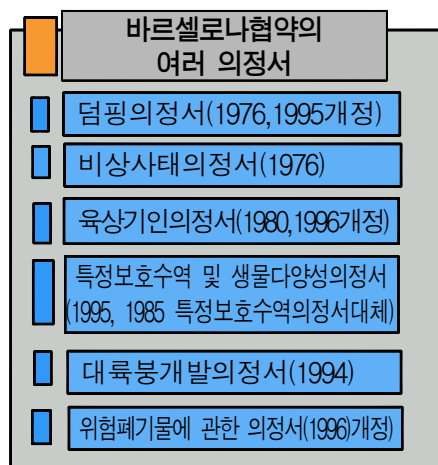 바르셀로나협약의
여러 의정서
덤핑의정서(1976,1995개정)
비상사태의정서(1976)
육상기인의정서(1980,1996개정)
특정보호수역 및 생물다양성의정서
(1995, 1985 특정보호수역의정서대체)
대륙붕개발의정서(1994)
위험폐기물에 관한 의정서(1996)개정)